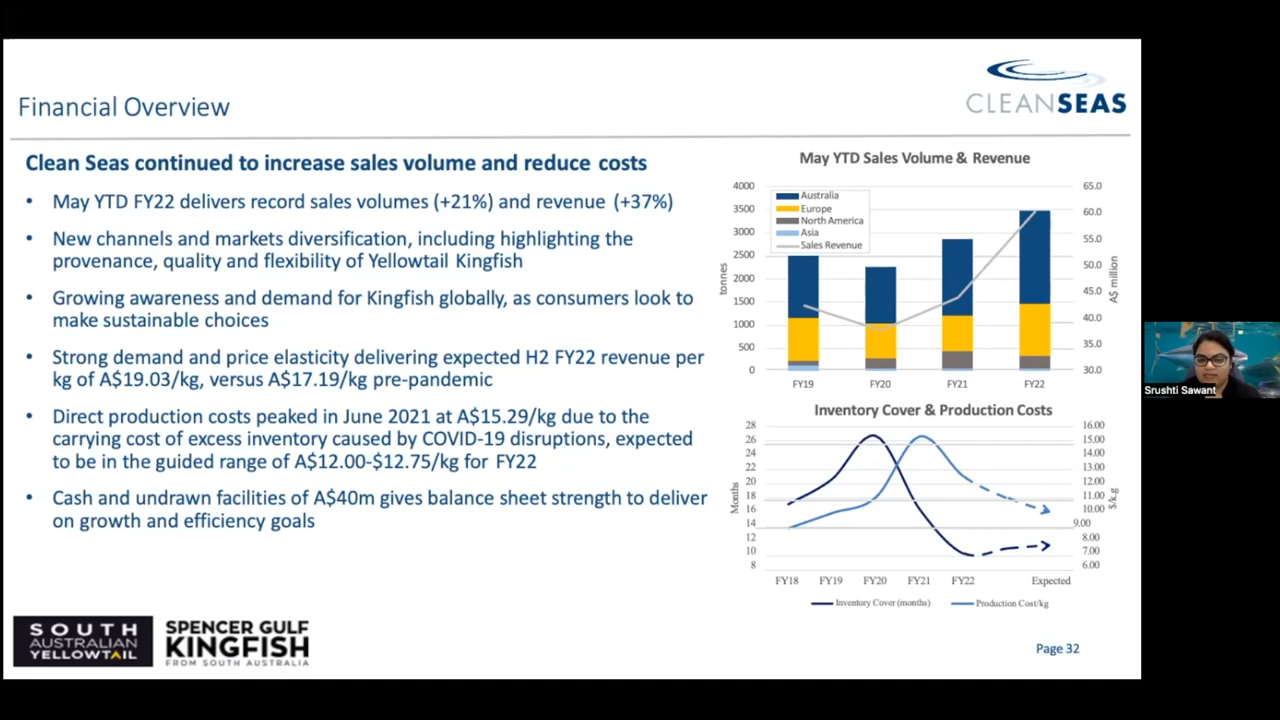 Financial Overview
CLEANSEAS
Clean Seas continued to increase sales volume and reduce costs
• May YTD FY22 delivers record sales volumes (+21%) and revenue (+37%)
• New channels and markets diversification, including highlighting the
provenance, quality and flexibility of Yellowtail Kingfish
• Growing awareness and demand for Kingfish globally, as consumers look to
make sustainable choices
• Strong demand and price elasticity delivering expected H2 FY22 revenue per
kg of A$19.03/kg, versus A$17.19/kg pre-pandemic
• Direct production costs peaked in June 2021 at A$15.29/kg due to the
carrying cost of excess inventory caused by COVID-19 disruptions, expected
to be in the guided range of A$12.00-$12.75/kg for FY22
• Cash and undrawn facilities of A$40m gives balance sheet strength to deliver
on growth and efficiency goals
May YTD Sales Volume & Revenue
4000
3500
3000
2500
2000
1500
1000
500
0
tonnes
Australia
Europe
North America
Asia
Sales Revenue
65.0
60.0
55.0
50.0
45.0
40.0
35.0
30.0
A$ million
FY19 FY20 FY21 FY22
Inventory Cover & Production Costs
28
26
24
22
20
18
16
14
12
10
8
Months
16.00
15.00
14.00
13.00
12.00
11.00
10.00
9.00
8.00
7.00
6.00
$/k.g
FY18 FY19 FY20 FY21 FY22 Expected
Inventory Cover (months) Production Cost/kg
Srushti Sawant
SOUTH
AUSTRALIAN
YELLOWTAIL
SPENCER GULF
KINGFISH
FROM SOUTH AUSTRALIA
Page 32